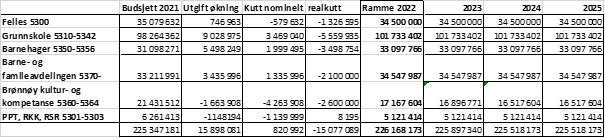 Budsjett 2021 Utgift økning Kutt nominelt realkutt Ramme 2022 2023 2024 2025
Felles 5300 35 079 632 746 963 -579 632 -1 326 595 34 500 000 34 500 000 34 500 000 34 500 000
Grunnskole 5310-5342 98 264 362 9 028 975 3 469 040 -5 559 935 101 733 402 101 733 402 101 733 402 101 733 402
Barnehager 5350-5356 31 098 271 5 498 249 1 999 495 -3 498 754 33 097 766 33 097 766 33 097 766 33 097 766
Barne- og
familieavdelingen 5370- 33 211 991 3 435 996 1 335 996 -2 100 000 34 547 987 34 547 987 34 547 987 34 547 987
Brønnøy kultur- og
kompetanse 5360-5364 21 431 512 -1 663 908 -4 263 908 -2 600 000 17 167 604 16 896 771 16 517 604 16 517 604
PPT, RKK, RSR 5301-5303 6 261 413 -1148194 -1 139 999 8 195 5 121 414 5 121 414 5 121 414 5 121 414
225 347 181 15 898 081 820 992 -15 077 089 226 168 173 225 897 340 225 518 173 225 518 173